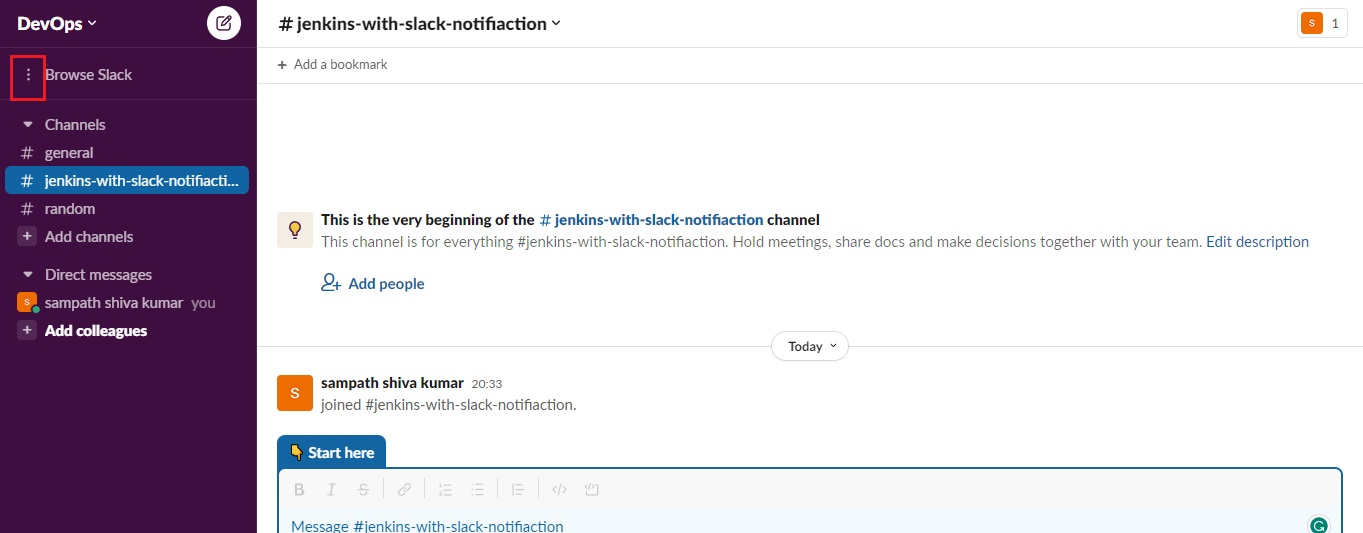 DevOps
Browse Slack
Channels
# general
# jenkins-with-slack-notifiacti...
# random
+ Add channels
Direct messages
S sampath shiva kumar you
+ Add colleagues
# jenkins-with-slack-notifiaction
S 1
+ Add a bookmark
This is the very beginning of the # jenkins-with-slack-notifiaction channel
This channel is for everything #jenkins-with-slack-notifiaction. Hold meetings, share docs and make decisions together with your team. Edit description
Add people
Today
S sampath shiva kumar 20:33
joined #jenkins-with-slack-notifiaction.
Start here
B I S </>
Message #jenkins-with-slack-notifiaction